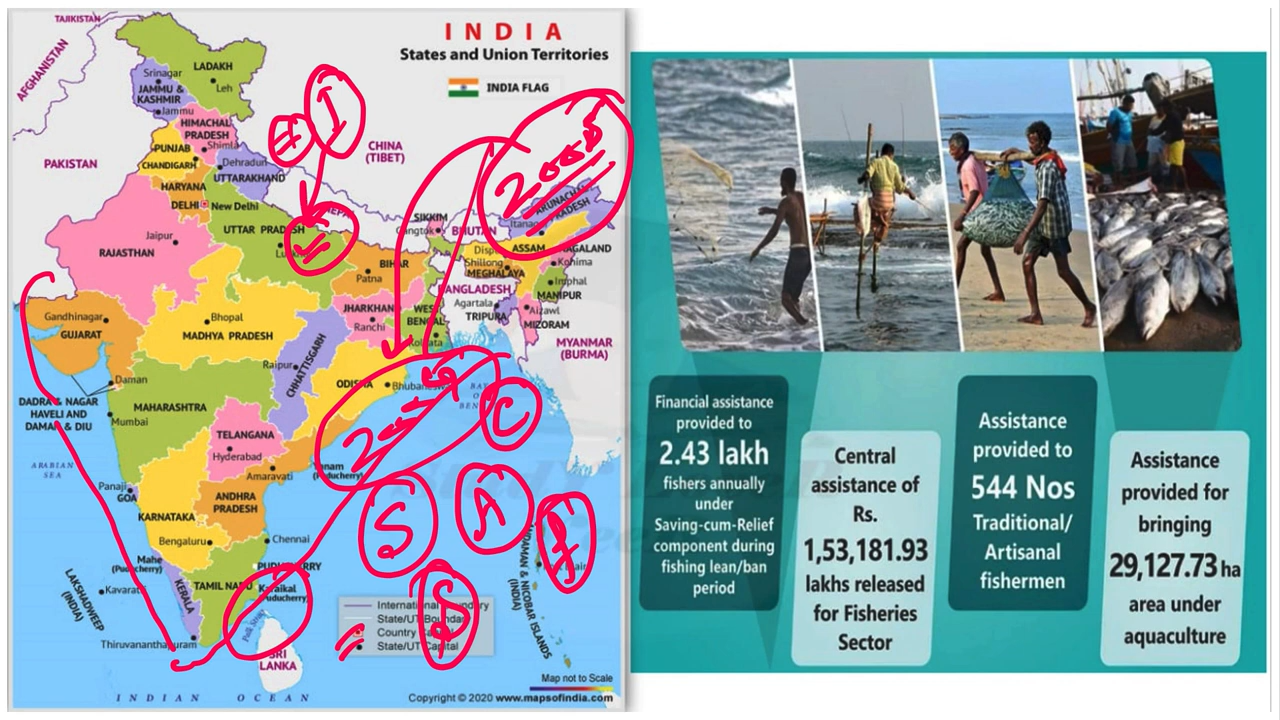 INDIA
States and Union Territories
INDIA FLAG
TAJIKISTAN
AFGHANISTAN
PAKISTAN
CHINA
(TIBET)
LADAKH
Leh
Srinagar
JAMMU &
KASHMIR
Jammu
HIMACHAL
PRADESH
Shimla
PUNJAB
CHANDIGARH
Dehradun
UTTARAKHAND
HARYANA
DELHI
New Delhi
I
2005
RAJASTHAN
Jaipur
UTTAR PRADESH
SIKKIM
Gangtok
BHUTAN
ASSAM
Shillong
MEGHALAYA
Kohima
Imphal
MANIPUR
BANGLADESH
Agartala
TRIPURA
Aizawl
MIZORAM
MYANMAR
(BURMA)
BIHAR
Patna
JHARKHAND
Ranchi
WEST
BENGAL
Kolkata
Gandhinagar
GUJARAT
Bhopal
MADHYA PRADESH
Raipur
CHHATTISGARH
ODISHA
Daman
DADRA & NAGAR
HAVELI AND
DAMAN & DIU
MAHARASHTRA
Mumbai
TELANGANA
Hyderabad
Amaravati
(Puducherry)
ARABIAN
SEA
Panaji
GOA
ANDHRA
PRADESH
KARNATAKA
Bengaluru
Chennai
Mahe
(Puducherry)
KERALA
TAMIL NADU
LAKSHADWEEP
(INDIA)
Kavaratti
Thiruvananthapuram
SRI
LANKA
ANDAMAN & NICOBAR ISLANDS
(INDIA)
C
S
A
International Boundary
State/UT Boundary
Country
State/UT Capital
INDIAN OCEAN
Map not to Scale
Copyright © 2020 www.mapsofindia.com
Financial assistance
provided to
2.43 lakh
fishers annually
under
Saving-cum-Relief
component during
fishing lean/ban
period
Central
assistance of
Rs.
1,53,181.93
lakhs released
for Fisheries
Sector
Assistance
provided to
544 Nos
Traditional/
Artisanal
fishermen
Assistance
provided for
bringing
29,127.73 ha
area under
aquaculture